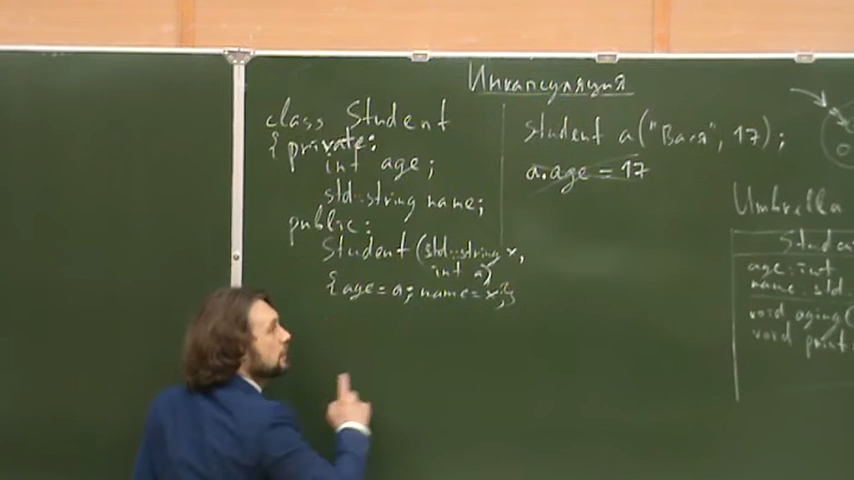 Инкапсуляция
class Student
{ private:
int age;
std::string name;
public:
Student (std::string x,
int a)
{age = a; name = x;}
Student a("Вася", 17);
a.age = 17
Umbrella
Student
age: int
name: std:
void aging(
void print